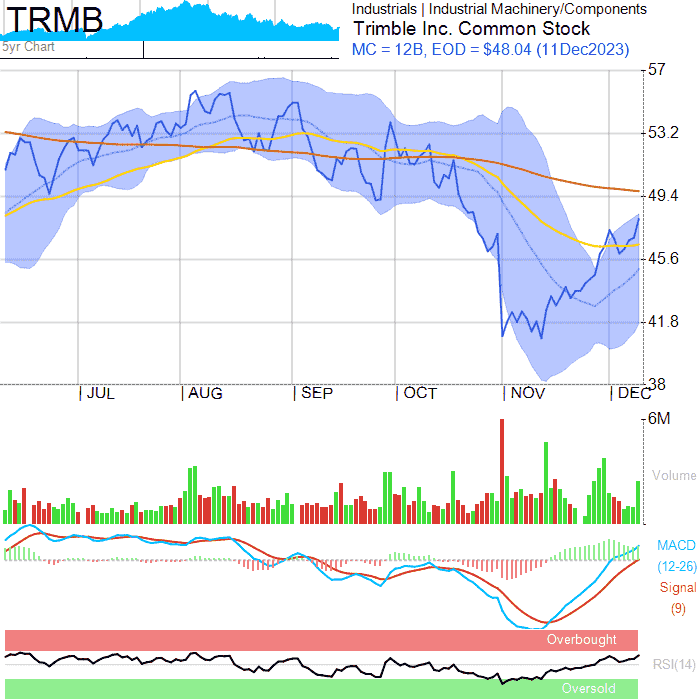 TRMB
Industrials | Industrial Machinery/Components
Trimble Inc. Common Stock
MC = 12B, EOD = $48.04 (11Dec2023)
5yr Chart
57
53.2
49.4
45.6
41.8
38
| JUL | AUG | SEP | OCT | NOV | DEC
6M
Volume
MACD
(12-26)
Signal
(9)
Overbought
RSI(14)
Oversold